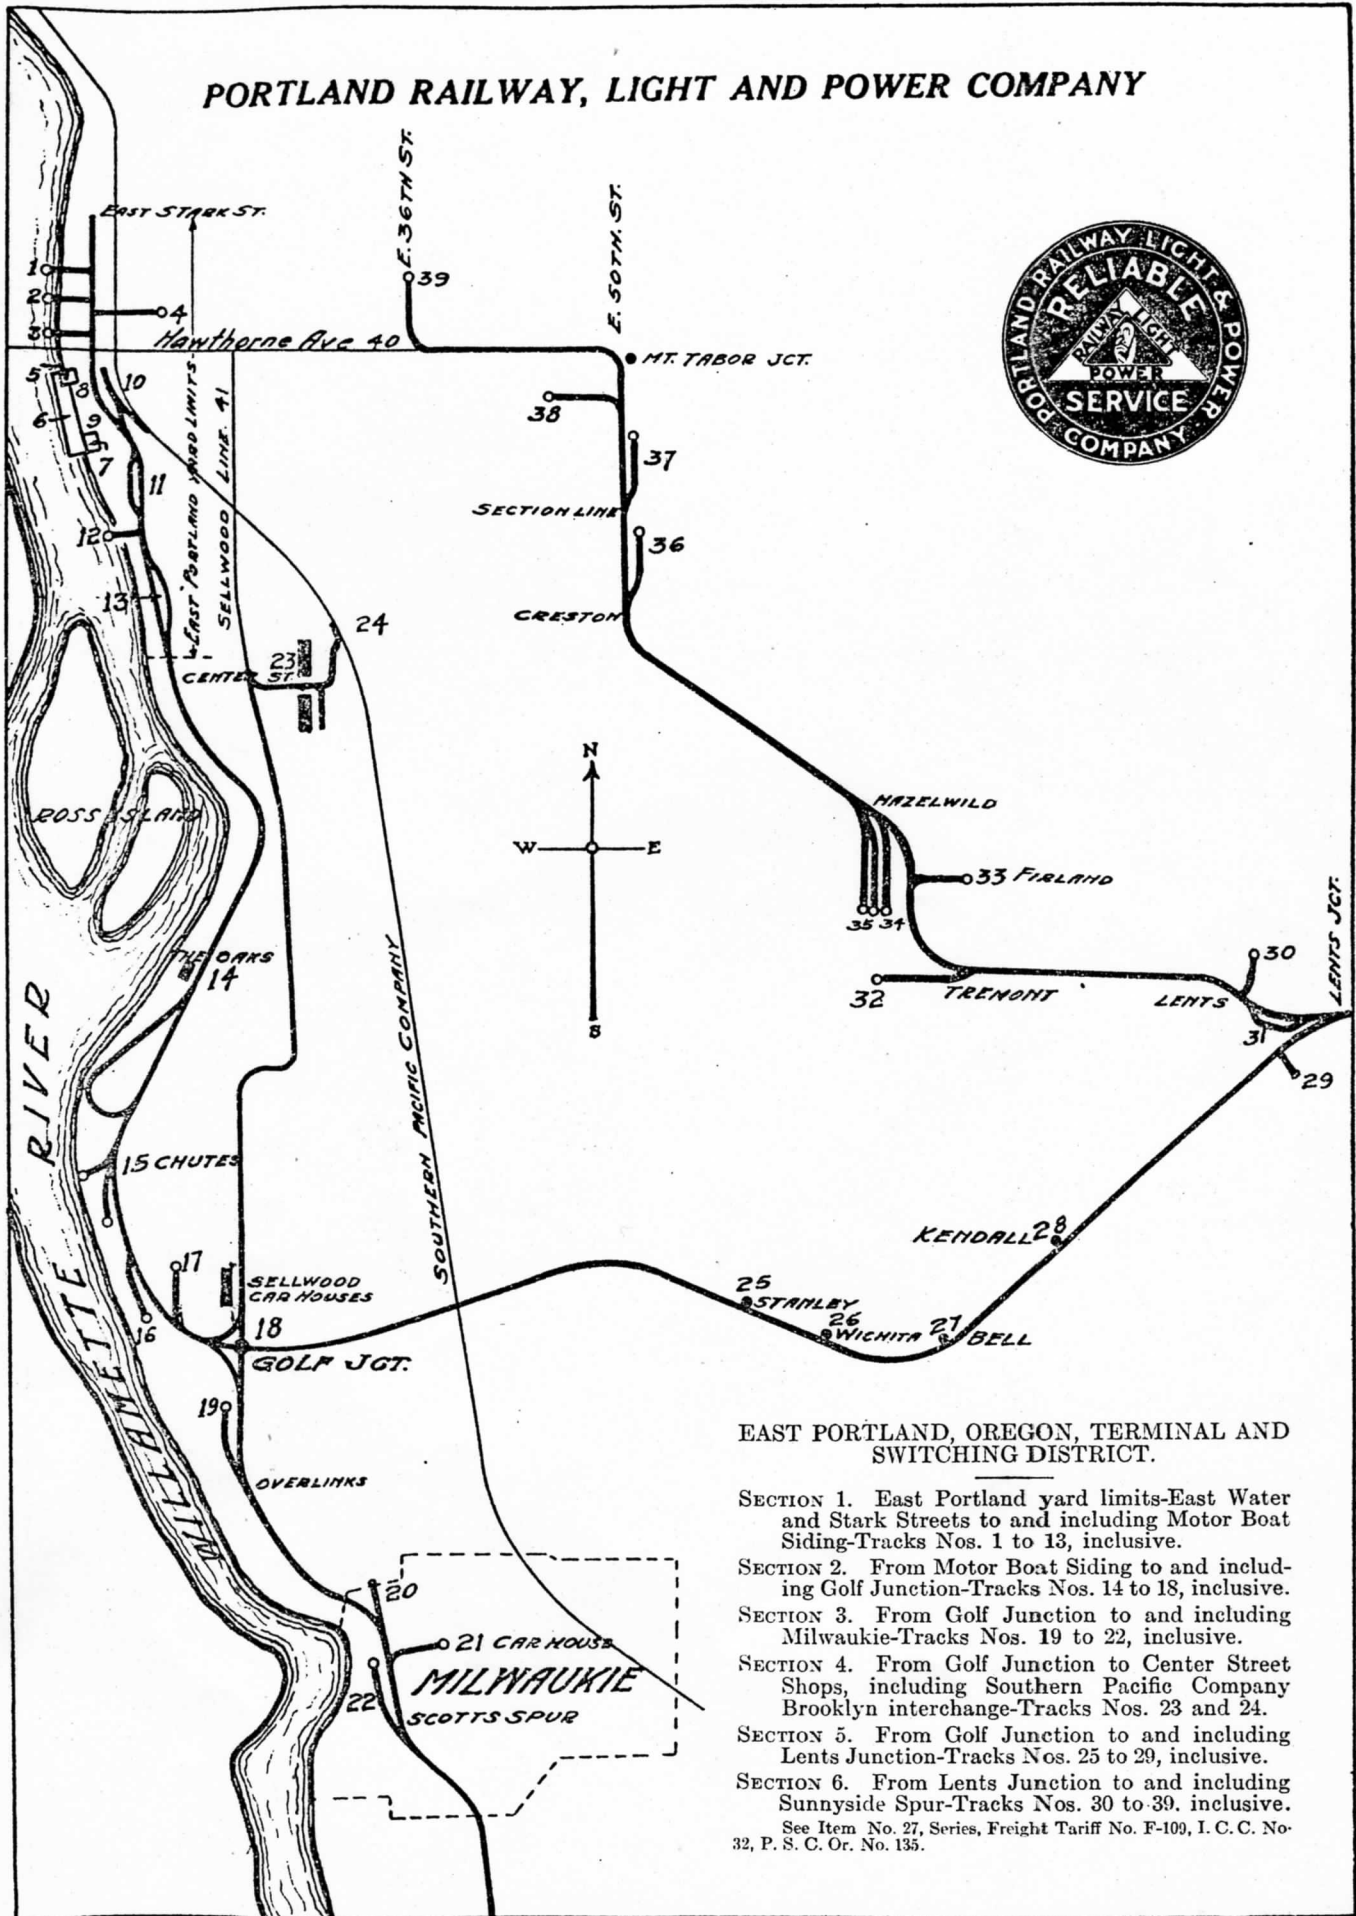 PORTLAND RAILWAY, LIGHT AND POWER COMPANY
E. 36TH ST.
E. 50TH. ST.
EAST STARK ST.
PORTLAND RAILWAY LIGHT & POWER COMPANY
RELIABLE
RAILWAY LIGHT
POWER
SERVICE
1
2
3
4
39
Hawthorne Ave 40
MT. TABOR JCT.
5
8
10
6
9
7
38
37
11
EAST PORTLAND YARD LIMITS
SELLWOOD LINE 41
SECTION LINE
12
36
13
CRESTON
24
CENTER ST.
23
N
W
E
S
HAZELWILD
ROSS ISLAND
33 FIRLAND
35
34
LENTS JCT.
THE OAKS
14
30
32
TREMONT
LENTS
31
29
SOUTHERN PACIFIC COMPANY
WILLAMETTE RIVER
15 CHUTES
KENDALL 28
17
SELLWOOD
CAR HOUSES
25
STANLEY
16
18
26
WICHITA
27
BELL
GOLF JCT.
19
OVERLINKS
20
21 CAR HOUSE
MILWAUKIE
22
SCOTTS SPUR
EAST PORTLAND, OREGON, TERMINAL AND
SWITCHING DISTRICT.
SECTION 1. East Portland yard limits-East Water
and Stark Streets to and including Motor Boat
Siding-Tracks Nos. 1 to 13, inclusive.
SECTION 2. From Motor Boat Siding to and includ-
ing Golf Junction-Tracks Nos. 14 to 18, inclusive.
SECTION 3. From Golf Junction to and including
Milwaukie-Tracks Nos. 19 to 22, inclusive.
SECTION 4. From Golf Junction to Center Street
Shops, including Southern Pacific Company
Brooklyn interchange-Tracks Nos. 23 and 24.
SECTION 5. From Golf Junction to and including
Lents Junction-Tracks Nos. 25 to 29, inclusive.
SECTION 6. From Lents Junction to and including
Sunnyside Spur-Tracks Nos. 30 to 39. inclusive.
See Item No. 27, Series, Freight Tariff No. F-109, I. C. C. No.
32, P. S. C. Or. No. 135.